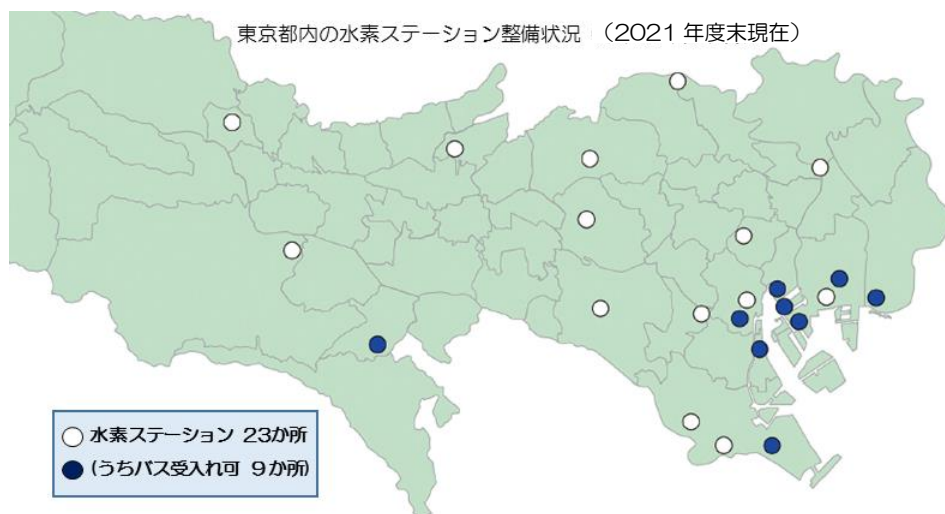 東京都内の水素ステーション整備状況 （2021 年度末現在）
水素ステーション 23か所
(うちバス受入れ可 9か所)